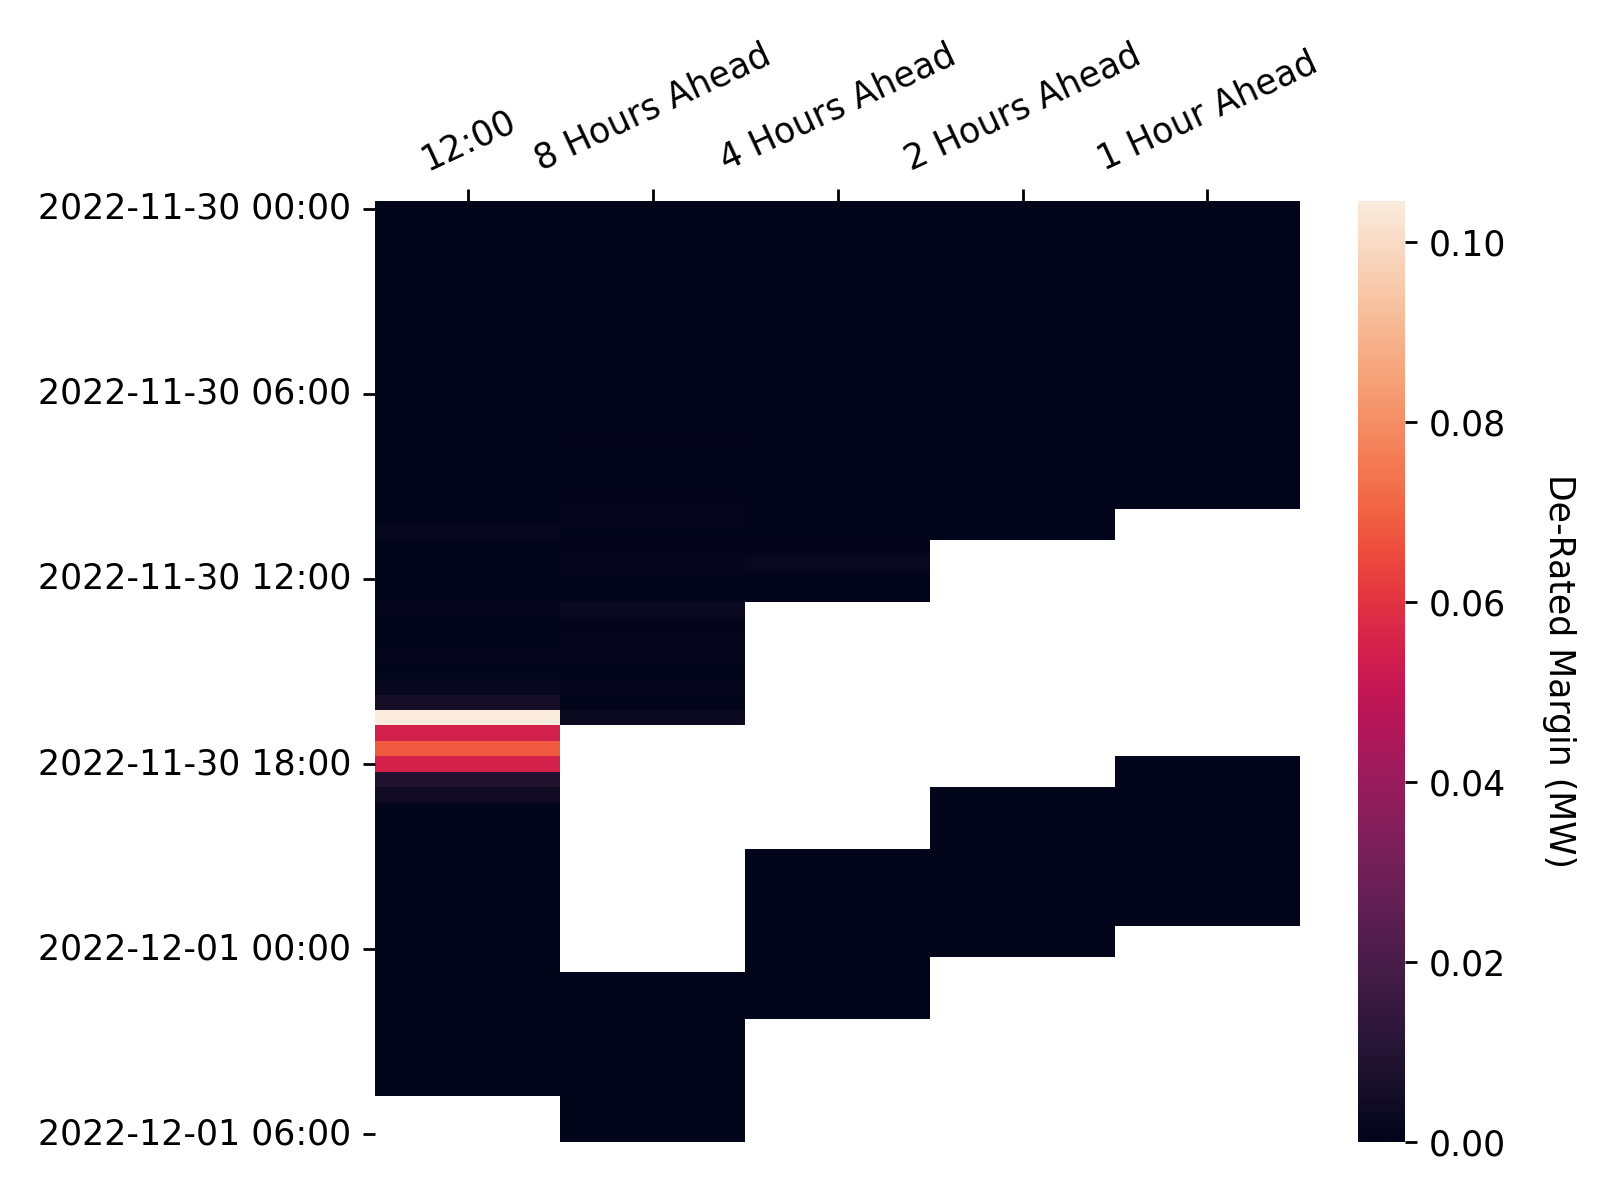 12:00
8 Hours Ahead
4 Hours Ahead
2 Hours Ahead
1 Hour Ahead
2022-11-30 00:00
2022-11-30 06:00
2022-11-30 12:00
2022-11-30 18:00
2022-12-01 00:00
2022-12-01 06:00
0.10
0.08
0.06
0.04
0.02
0.00
De-Rated Margin (MW)